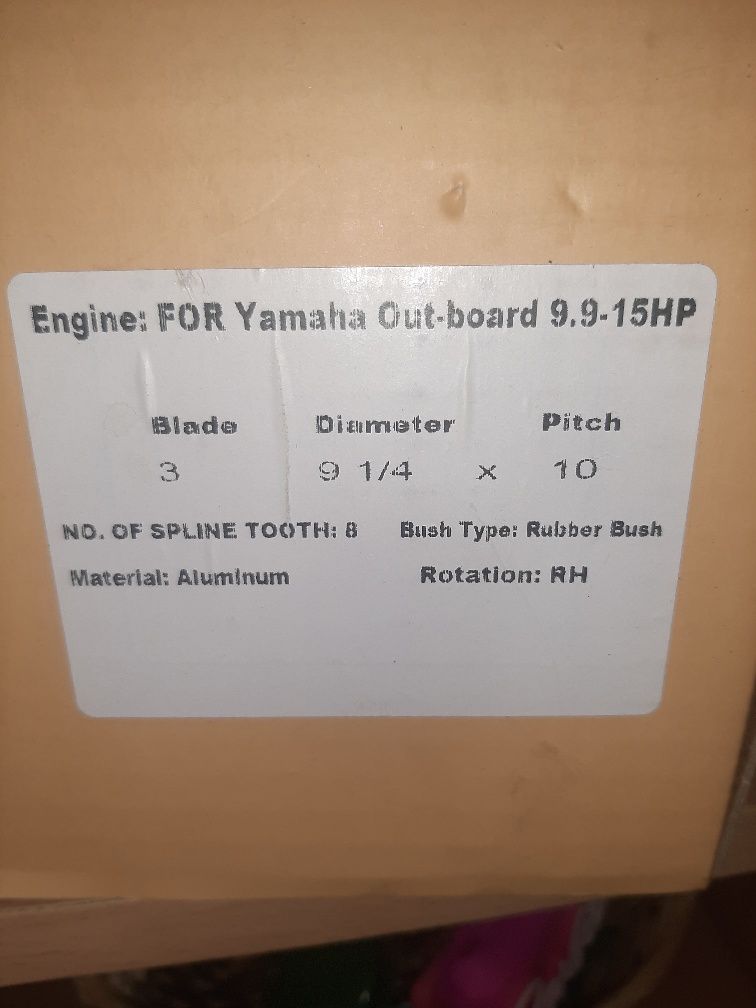 Engine: FOR Yamaha Out-board 9.9-15HP
Blade Diameter Pitch
3 9 1/4 x 10
NO. OF SPLINE TOOTH: 8 Bush Type: Rubber Bush
Material: Aluminum Rotation: RH